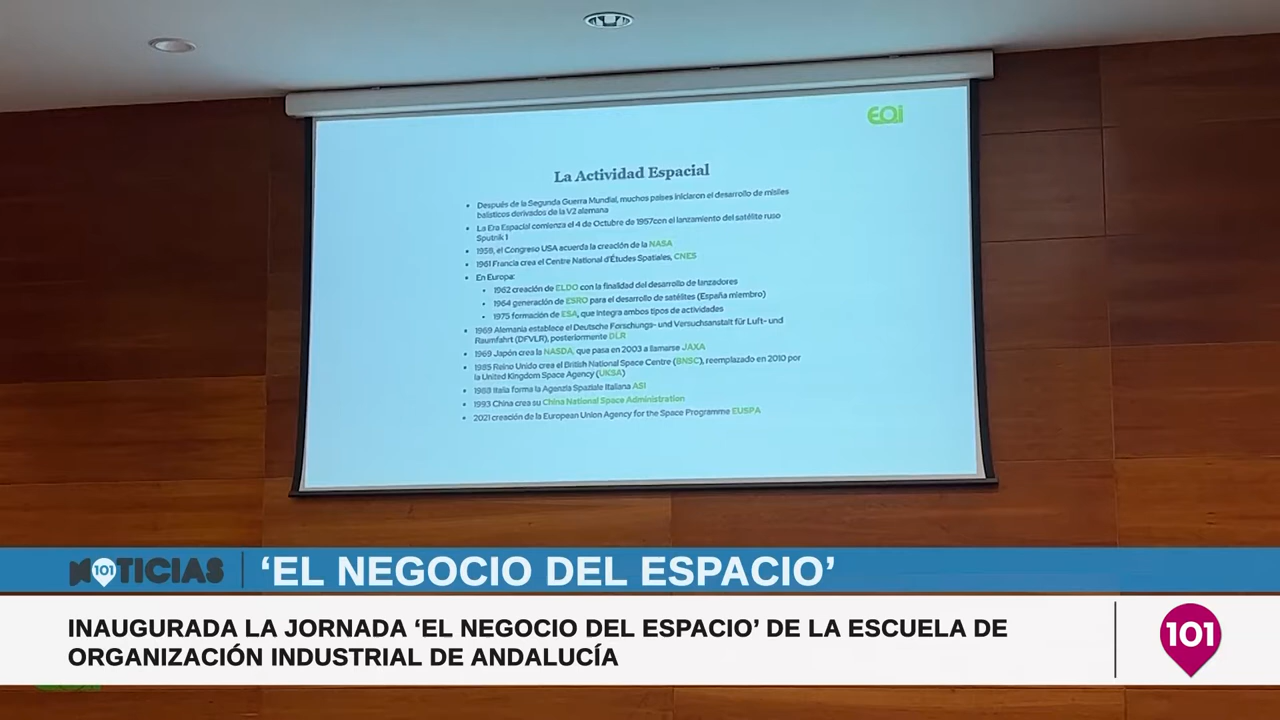 EOi
La Actividad Espacial
• Después de la Segunda Guerra Mundial, muchos países iniciaron el desarrollo de misiles
balísticos derivados de la V2 alemana
• La Era Espacial comienza el 4 de Octubre de 1957con el lanzamiento del satélite ruso
Sputnik 1
• 1958, el Congreso USA acuerda la creación de la NASA
• 1961 Francia crea el Centre National d'Études Spatiales, CNES
• En Europa:
• 1962 creación de ELDO con la finalidad del desarrollo de lanzadores
• 1964 generación de ESRO para el desarrollo de satélites (España miembro)
• 1975 formación de ESA, que integra ambos tipos de actividades
• 1969 Alemania establece el Deutsche Forschungs- und Versuchsanstalt für Luft- und
Raumfahrt (DFVLR), posteriormente DLR
• 1969 Japón crea la NASDA, que pasa en 2003 a llamarse JAXA
• 1985 Reino Unido crea el British National Space Centre (BNSC), reemplazado en 2010 por
la United Kingdom Space Agency (UKSA)
• 1988 Italia forma la Agenzia Spaziale Italiana ASI
• 1993 China crea su China National Space Administration
• 2021 creación de la European Union Agency for the Space Programme EUSPA
NOTICIAS 101 ‘EL NEGOCIO DEL ESPACIO’
INAUGURADA LA JORNADA ‘EL NEGOCIO DEL ESPACIO’ DE LA ESCUELA DE
ORGANIZACIÓN INDUSTRIAL DE ANDALUCÍA
101